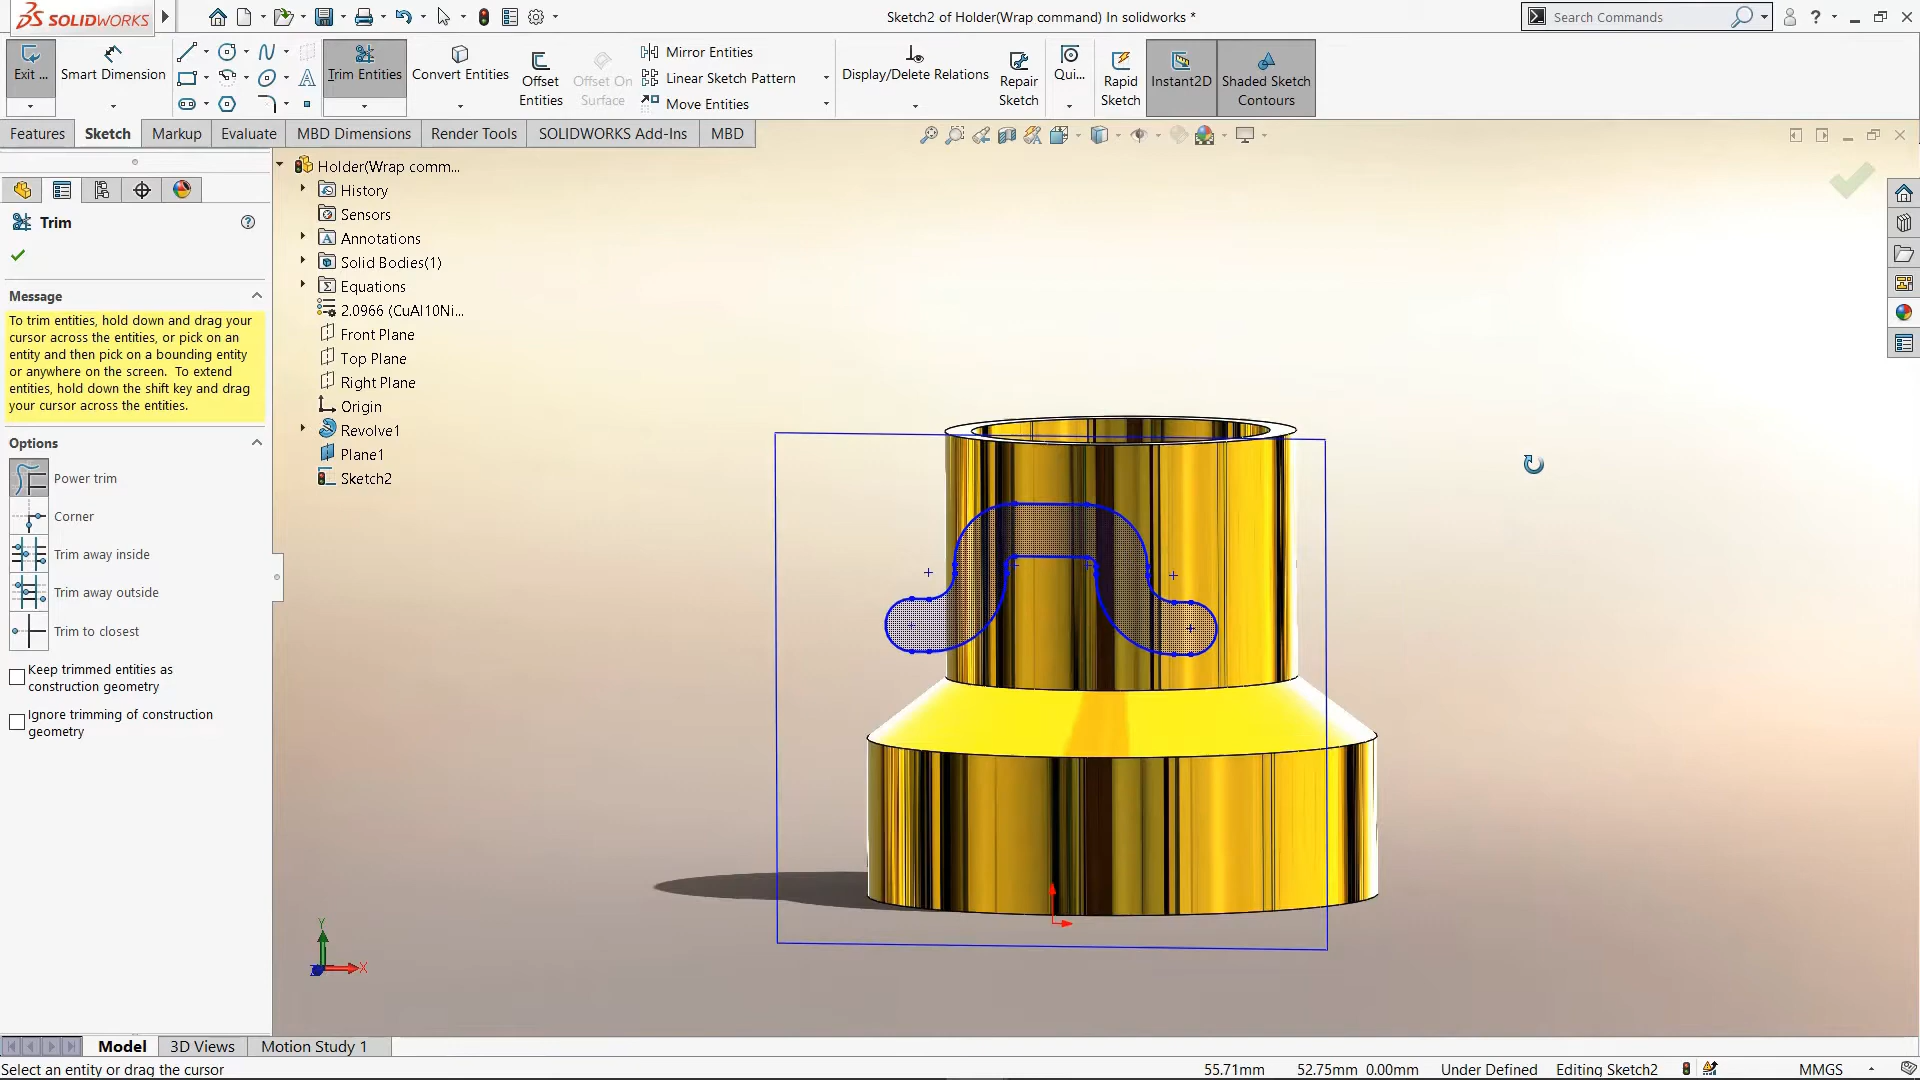 SOLIDWORKS
Sketch2 of Holder(Wrap command) In solidworks *
Search Commands
?
Exit ...
Smart Dimension
Trim Entities
Convert Entities
Offset
Entities
Offset On
Surface
Mirror Entities
Linear Sketch Pattern
Move Entities
Display/Delete Relations
Repair
Sketch
Qui...
Rapid
Sketch
Instant2D
Shaded Sketch
Contours
Features
Sketch
Markup
Evaluate
MBD Dimensions
Render Tools
SOLIDWORKS Add-Ins
MBD
Trim
?
Message
To trim entities, hold down and drag your
cursor across the entities, or pick on an
entity and then pick on a bounding entity
or anywhere on the screen. To extend
entities, hold down the shift key and drag
your cursor across the entities.
Options
Power trim
Corner
Trim away inside
Trim away outside
Trim to closest
Keep trimmed entities as
construction geometry
Ignore trimming of construction
geometry
Holder(Wrap comm...
History
Sensors
Annotations
Solid Bodies(1)
Equations
2.0966 (CuAl10Ni...
Front Plane
Top Plane
Right Plane
Origin
Revolve1
Plane1
Sketch2
Y
X
Model
3D Views
Motion Study 1
Select an entity or drag the cursor
55.71mm
52.75mm
0.00mm
Under Defined
Editing Sketch2
MMGS